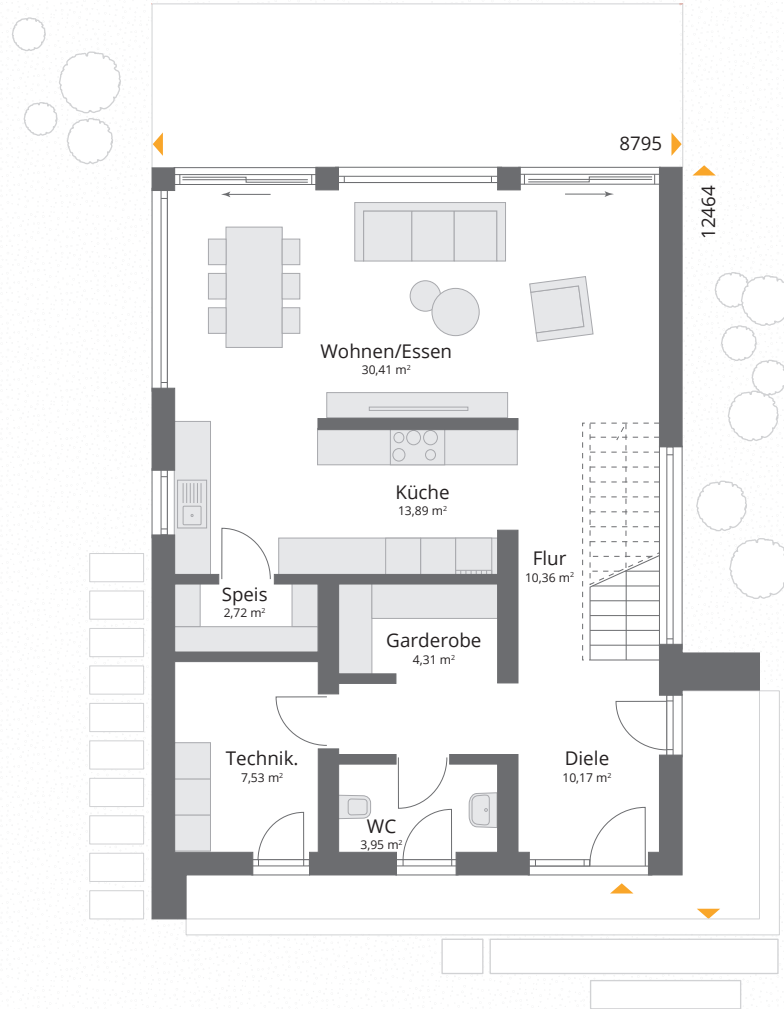 8795
12464
Wohnen/Essen
30,41 m²
Küche
13,89 m²
Flur
10,36 m²
Speis
2,72 m²
Garderobe
4,31 m²
Technik.
7,53 m²
Diele
10,17 m²
WC
3,95 m²